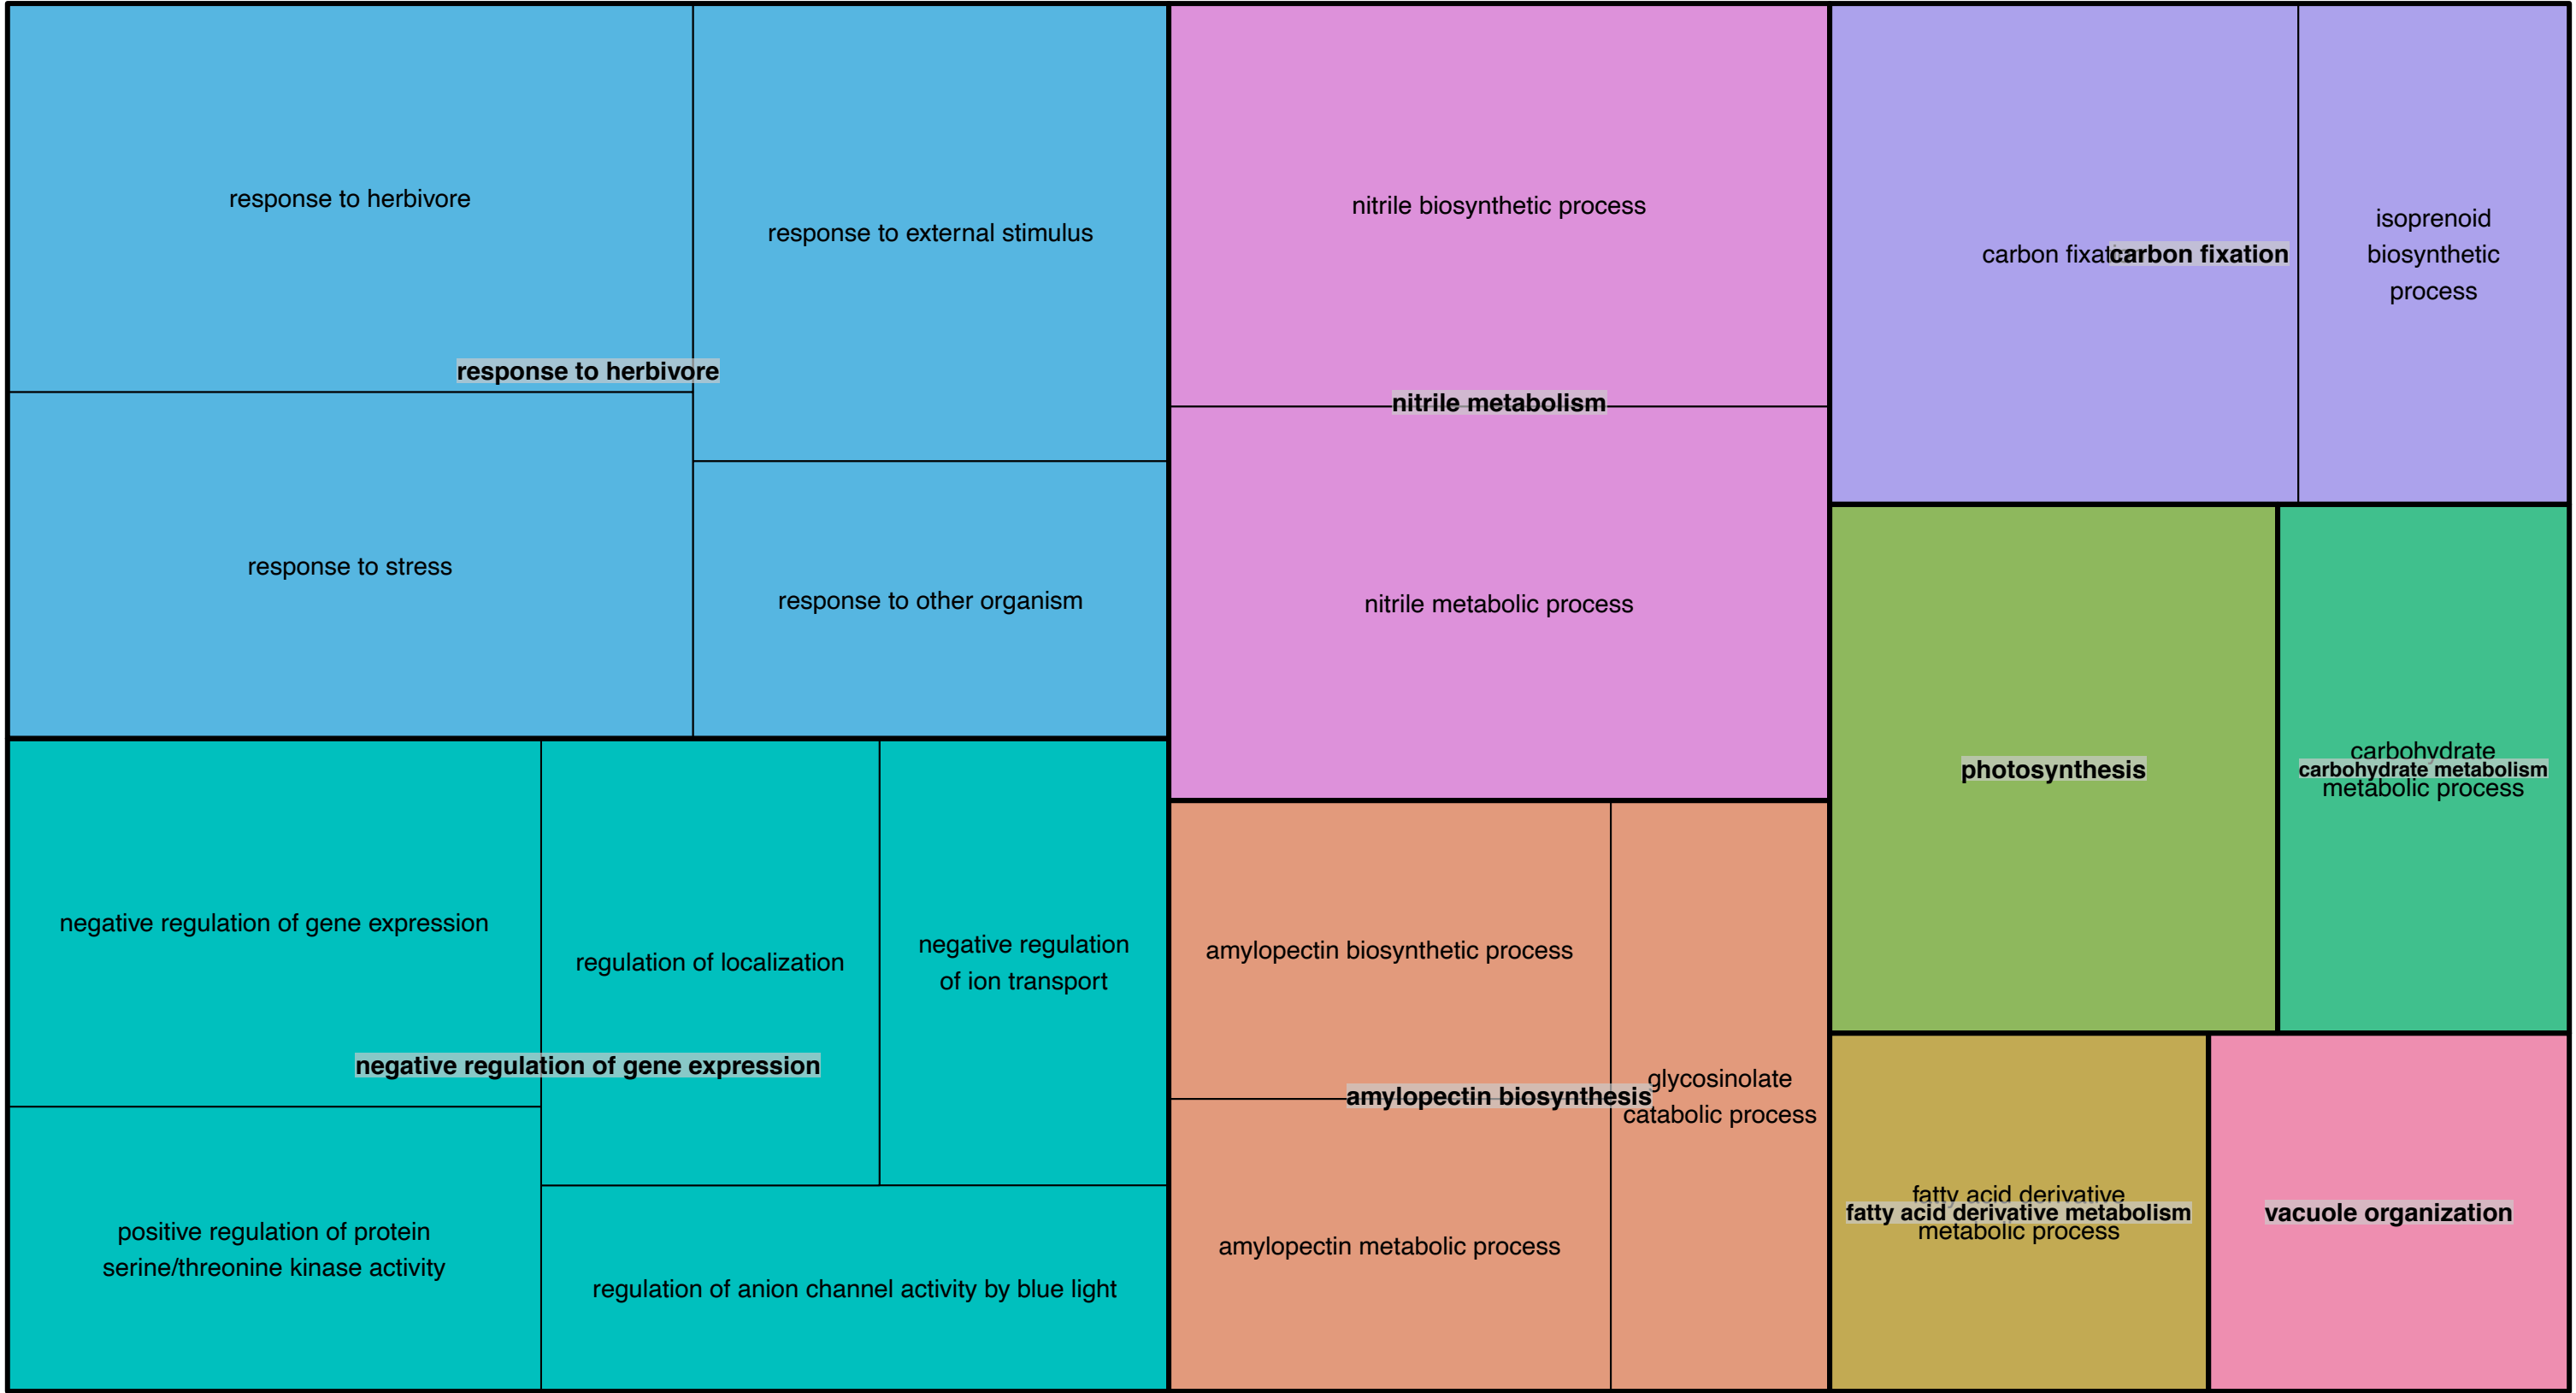 response to herbivore
response to external stimulus
response to herbivore
response to stress
response to other organism
negative regulation of gene expression
regulation of localization
negative regulation
of ion transport
negative regulation of gene expression
positive regulation of protein
serine/threonine kinase activity
regulation of anion channel activity by blue light
nitrile biosynthetic process
nitrile metabolism
nitrile metabolic process
amylopectin biosynthetic process
amylopectin biosynthesis
glycosinolate
catabolic process
amylopectin metabolic process
carbon fixati
carbon fixation
isoprenoid
biosynthetic
process
photosynthesis
carbohydrate
carbohydrate metabolism
metabolic process
fatty acid derivative
fatty acid derivative metabolism
metabolic process
vacuole organization